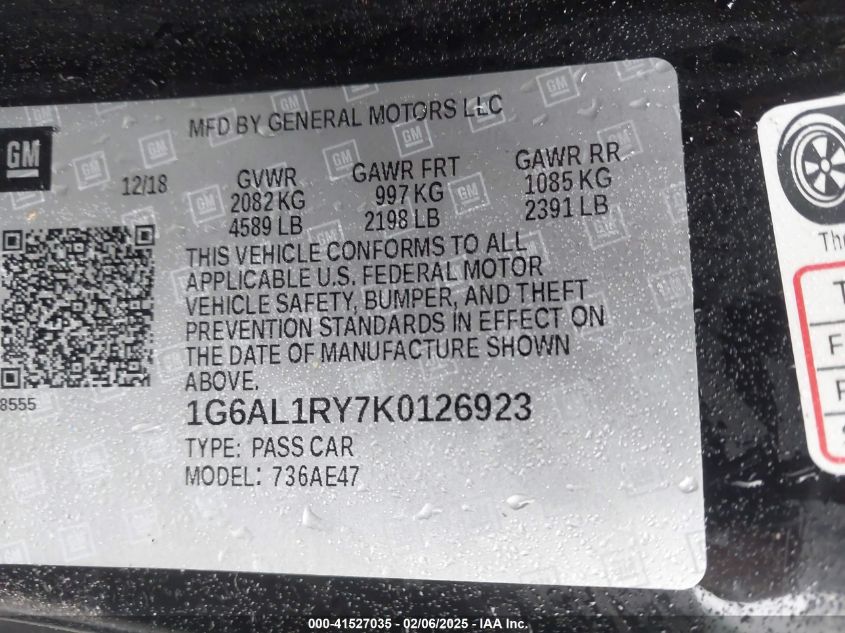 MFD BY GENERAL MOTORS LLC
GM
12/18
GVWR GAWR FRT GAWR RR
2082 KG 997 KG 1085 KG
4589 LB 2198 LB 2391 LB
THIS VEHICLE CONFORMS TO ALL
APPLICABLE U.S. FEDERAL MOTOR
VEHICLE SAFETY, BUMPER, AND THEFT
PREVENTION STANDARDS IN EFFECT ON
THE DATE OF MANUFACTURE SHOWN
ABOVE.
8555
1G6AL1RY7K0126923
TYPE: PASS CAR
MODEL: 736AE47
The
T
F
000-41527035 - 02/06/2025 - IAA Inc.